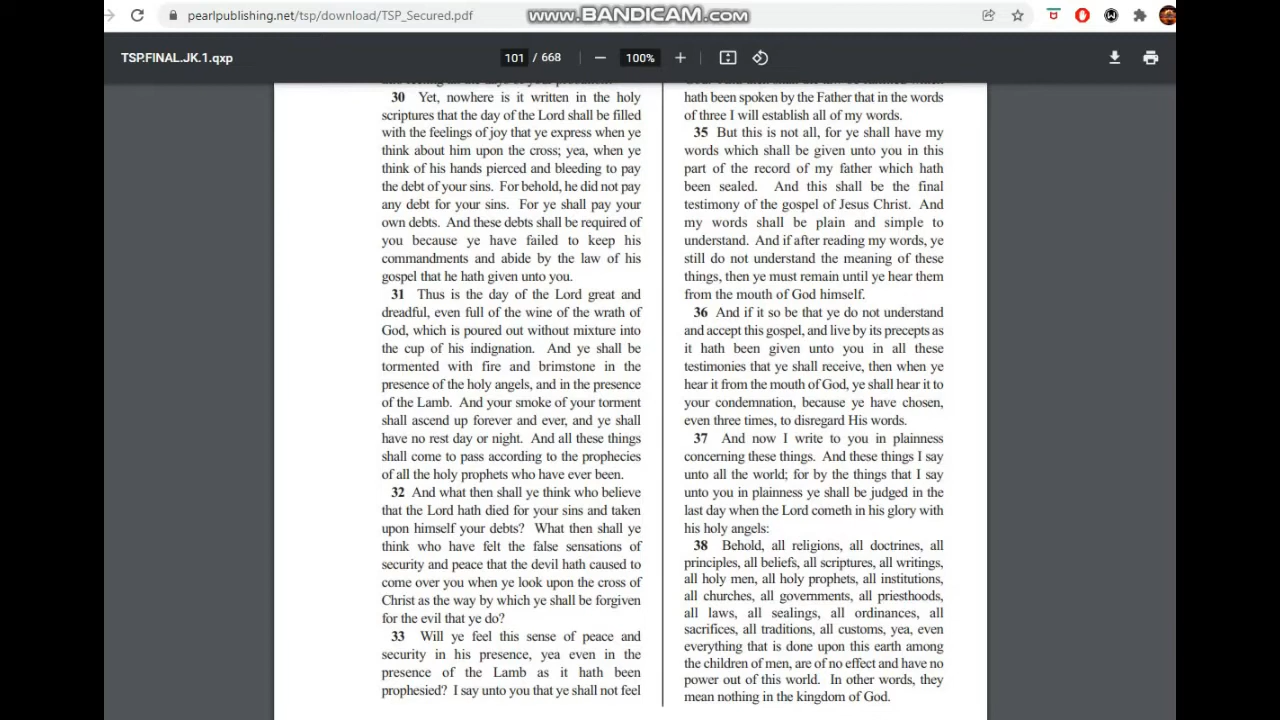 pearlpublishing.net/tsp/download/TSP_Secured.pdf
www.BANDICAM.com
TSP.FINAL.JK.1.qxp
101 / 668
100%
30 Yet, nowhere is it written in the holy
scriptures that the day of the Lord shall be filled
with the feelings of joy that ye express when ye
think about him upon the cross; yea, when ye
think of his hands pierced and bleeding to pay
the debt of your sins. For behold, he did not pay
any debt for your sins. For ye shall pay your
own debts. And these debts shall be required of
you because ye have failed to keep his
commandments and abide by the law of his
gospel that he hath given unto you.
31 Thus is the day of the Lord great and
dreadful, even full of the wine of the wrath of
God, which is poured out without mixture into
the cup of his indignation. And ye shall be
tormented with fire and brimstone in the
presence of the holy angels, and in the presence
of the Lamb. And your smoke of your torment
shall ascend up forever and ever, and ye shall
have no rest day or night. And all these things
shall come to pass according to the prophecies
of all the holy prophets who have ever been.
32 And what then shall ye think who believe
that the Lord hath died for your sins and taken
upon himself your debts? What then shall ye
think who have felt the false sensations of
security and peace that the devil hath caused to
come over you when ye look upon the cross of
Christ as the way by which ye shall be forgiven
for the evil that ye do?
33 Will ye feel this sense of peace and
security in his presence, yea even in the
presence of the Lamb as it hath been
prophesied? I say unto you that ye shall not feel
hath been spoken by the Father that in the words
of three I will establish all of my words.
35 But this is not all, for ye shall have my
words which shall be given unto you in this
part of the record of my father which hath
been sealed. And this shall be the final
testimony of the gospel of Jesus Christ. And
my words shall be plain and simple to
understand. And if after reading my words, ye
still do not understand the meaning of these
things, then ye must remain until ye hear them
from the mouth of God himself.
36 And if it so be that ye do not understand
and accept this gospel, and live by its precepts as
it hath been given unto you in all these
testimonies that ye shall receive, then when ye
hear it from the mouth of God, ye shall hear it to
your condemnation, because ye have chosen,
even three times, to disregard His words.
37 And now I write to you in plainness
concerning these things. And these things I say
unto all the world; for by the things that I say
unto you in plainness ye shall be judged in the
last day when the Lord cometh in his glory with
his holy angels:
38 Behold, all religions, all doctrines, all
principles, all beliefs, all scriptures, all writings,
all holy men, all holy prophets, all institutions,
all churches, all governments, all priesthoods,
all laws, all sealings, all ordinances, all
sacrifices, all traditions, all customs, yea, even
everything that is done upon this earth among
the children of men, are of no effect and have no
power out of this world. In other words, they
mean nothing in the kingdom of God.